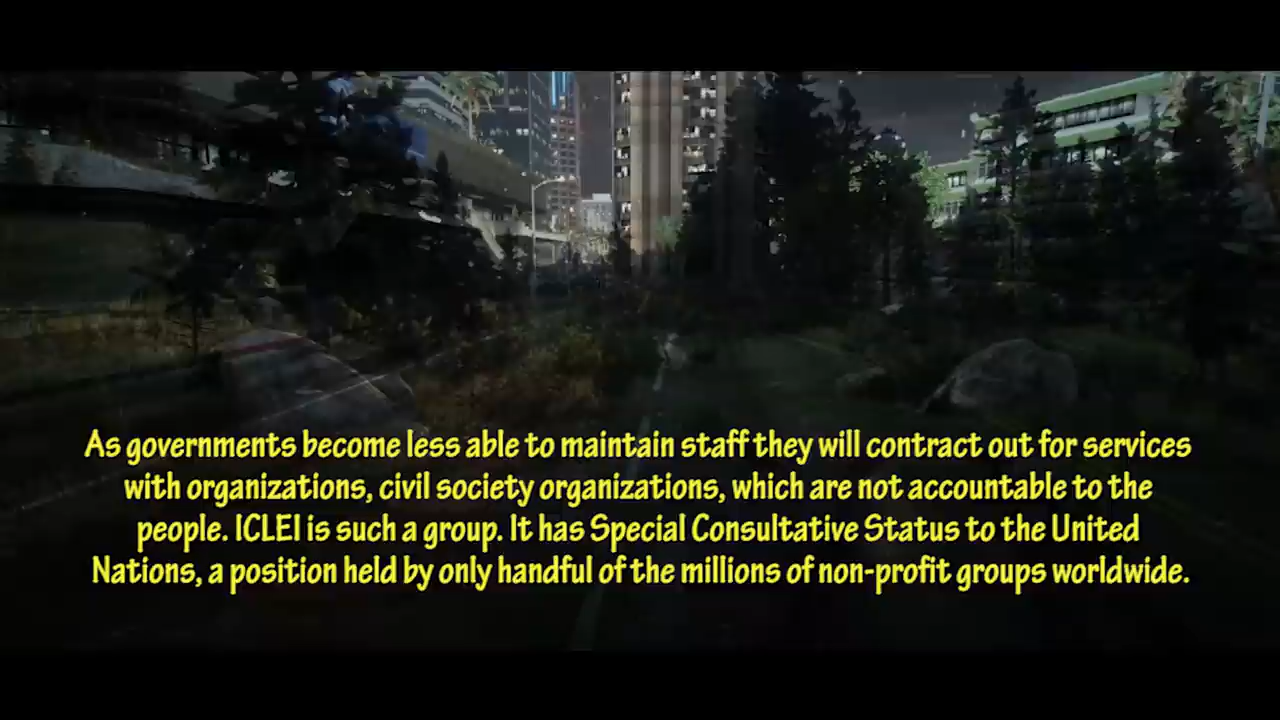 As governments become less able to maintain staff they will contract out for services
with organizations, civil society organizations, which are not accountable to the
people. ICLEI is such a group. It has Special Consultative Status to the United
Nations, a position held by only handful of the millions of non-profit groups worldwide.